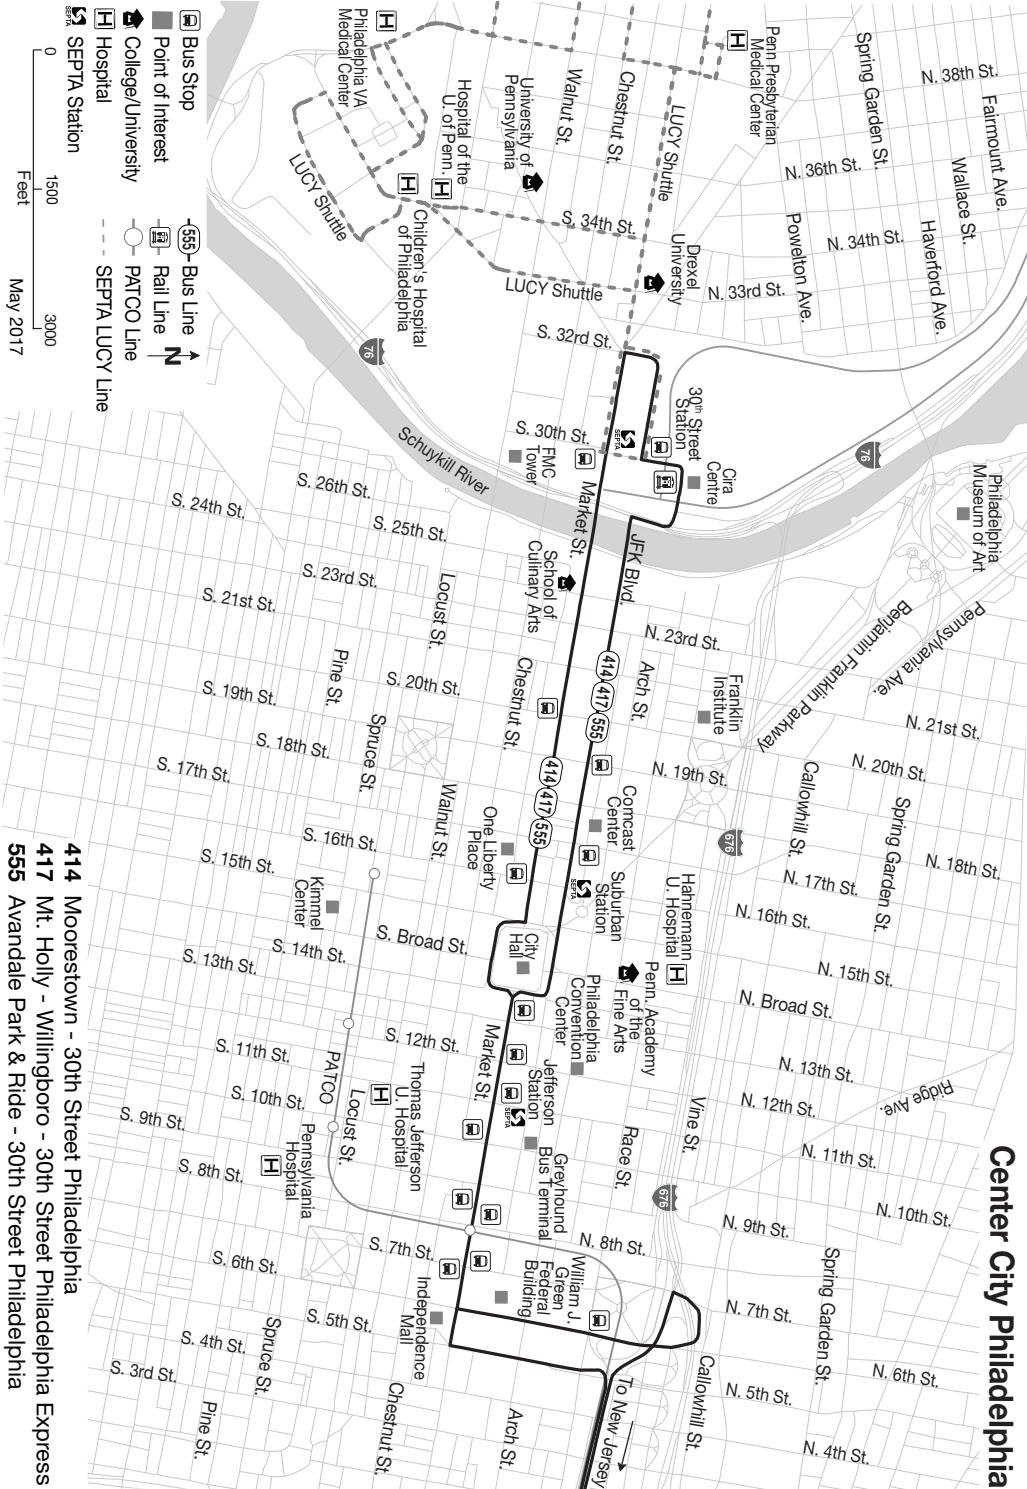 Center City Philadelphia
N. 38th St.
Fairmount Ave.
Spring Garden St.
Penn Presbyterian
Medical Center
N. 36th St.
Wallace St.
Haverford Ave.
Powelton Ave.
N. 34th St.
N. 33rd St.
Philadelphia VA
Medical Center
Hospital of the
U. of Penn.
University of
Pennsylvania
Walnut St.
Chestnut St.
LUCY Shuttle
LUCY Shuttle
LUCY Shuttle
S. 34th St.
Children's Hospital
of Philadelphia
Drexel
University
S. 32rd St.
76
76
30th Street
Station
SEPTA
Cira
Centre
S. 30th St.
FMC
Tower
Schuykill River
Market St.
JFK Blvd.
Philadelphia
Museum of Art
Pennsylvania Ave.
Benjamin Franklin Parkway
S. 26th St.
S. 24th St.
S. 25th St.
S. 23rd St.
S. 21st St.
Locust St.
School of
Culinary Arts
N. 23rd St.
Arch St.
Franklin
Institute
N. 21st St.
N. 20th St.
N. 19th St.
Callowhill St.
Spring Garden St.
Pine St.
S. 20th St.
S. 19th St.
Spruce St.
S. 18th St.
S. 17th St.
Chestnut St.
414 417 555
414 417 555
Walnut St.
Comcast
Center
676
N. 18th St.
N. 17th St.
N. 16th St.
One Liberty
Place
S. 16th St.
S. 15th St.
Kimmel
Center
Suburban
Station
SEPTA
Hahnemann
U. Hospital
City
Hall
S. Broad St.
S. 14th St.
S. 13th St.
Penn. Academy
of the
Fine Arts
N. 15th St.
N. Broad St.
Philadelphia
Convention
Center
Market St.
S. 12th St.
S. 11th St.
S. 10th St.
S. 9th St.
S. 8th St.
PATCO
Locust St.
Thomas Jefferson
U. Hospital
Pennsylvania
Hospital
Jefferson
Station
SEPTA
Greyhound
Bus Terminal
Race St.
Vine St.
N. 13th St.
N. 12th St.
Ridge Ave.
N. 11th St.
N. 10th St.
676
N. 9th St.
N. 8th St.
William J.
Green
Federal
Building
S. 7th St.
S. 6th St.
S. 5th St.
S. 4th St.
S. 3rd St.
Independence
Mall
Spruce St.
Pine St.
Chestnut St.
Arch St.
Spring Garden St.
N. 7th St.
N. 6th St.
Callowhill St.
N. 5th St.
N. 4th St.
To New Jersey
Bus Stop
Point of Interest
College/University
H Hospital
SEPTA SEPTA Station
555 Bus Line
Rail Line
PATCO Line
SEPTA LUCY Line
N
0 1500 3000
Feet
May 2017
414 Moorestown - 30th Street Philadelphia
417 Mt. Holly - Willingboro - 30th Street Philadelphia Express
555 Avandale Park & Ride - 30th Street Philadelphia
H
H
H
H
H
H
H